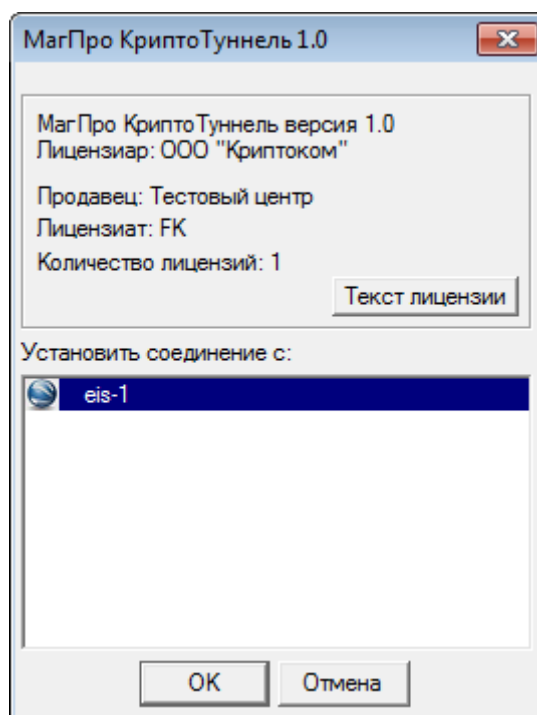 МагПро КриптоТуннель 1.0
МагПро КриптоТуннель версия 1.0
Лицензиар: ООО "Криптоком"
Продавец: Тестовый центр
Лицензиат: FK
Количество лицензий: 1
Текст лицензии
Установить соединение с:
eis-1
OK
Отмена